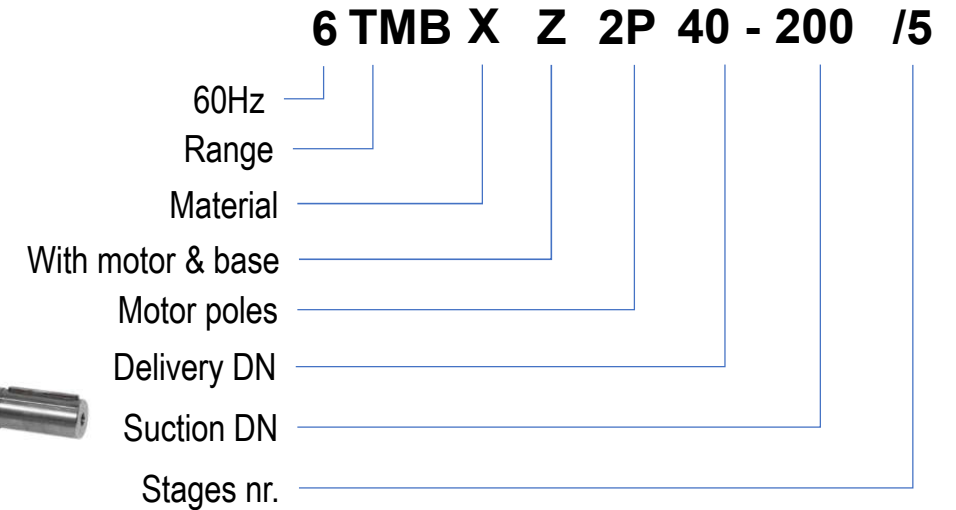 6 TMB X Z 2P 40 - 200 /5
60Hz
Range
Material
With motor & base
Motor poles
Delivery DN
Suction DN
Stages nr.